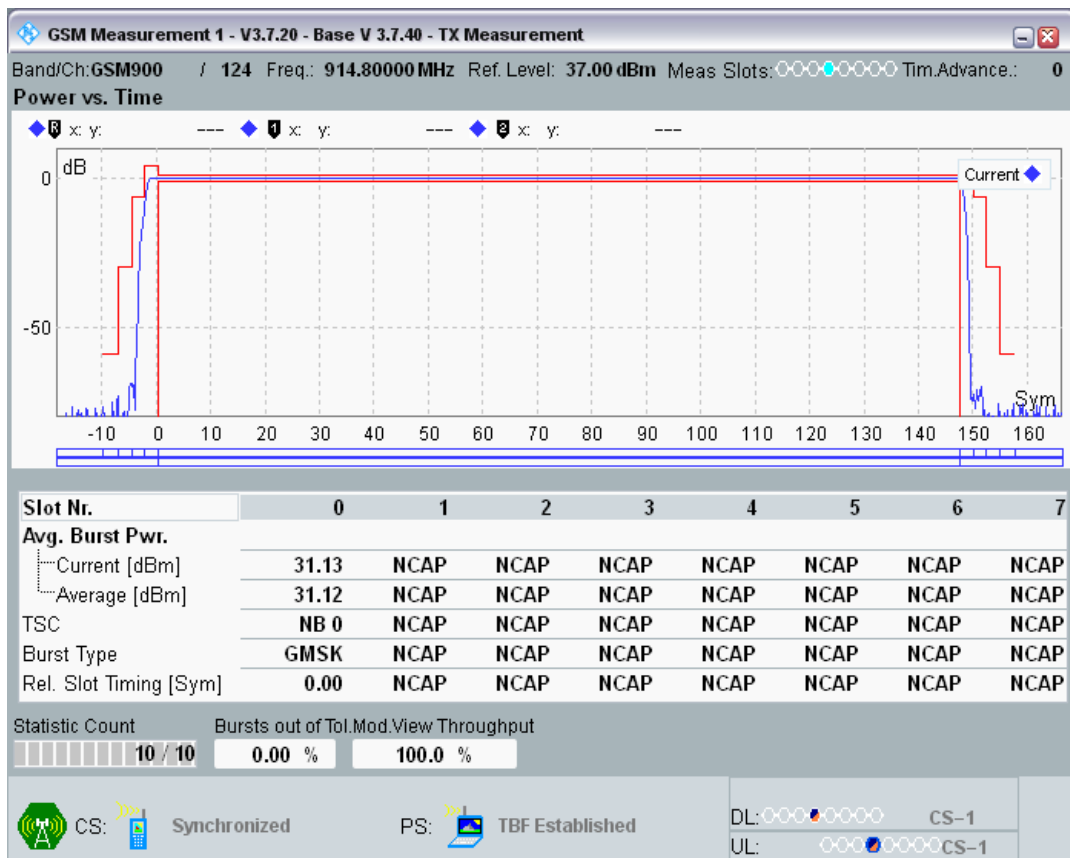 GSM Measurement 1 - V3.7.20 - Base V 3.7.40 - TX Measurement
Band/Ch:GSM900 / 124 Freq.: 914.80000 MHz Ref. Level: 37.00 dBm Meas Slots: Tim.Advance.: 0
Power vs. Time
R x: y: --- 1 x: y: --- 2 x: y: ---
dB
Current
0
-50
Sym
-10 0 10 20 30 40 50 60 70 80 90 100 110 120 130 140 150 160
Slot Nr. 0 1 2 3 4 5 6 7
Avg. Burst Pwr.
Current [dBm] 31.13 NCAP NCAP NCAP NCAP NCAP NCAP NCAP
Average [dBm] 31.12 NCAP NCAP NCAP NCAP NCAP NCAP NCAP
TSC NB 0 NCAP NCAP NCAP NCAP NCAP NCAP NCAP
Burst Type GMSK NCAP NCAP NCAP NCAP NCAP NCAP NCAP
Rel. Slot Timing [Sym] 0.00 NCAP NCAP NCAP NCAP NCAP NCAP NCAP
Statistic Count Bursts out of Tol.Mod.View Throughput
10 / 10 0.00 % 100.0 %
CS: Synchronized PS: TBF Established
DL: CS-1
UL: CS-1